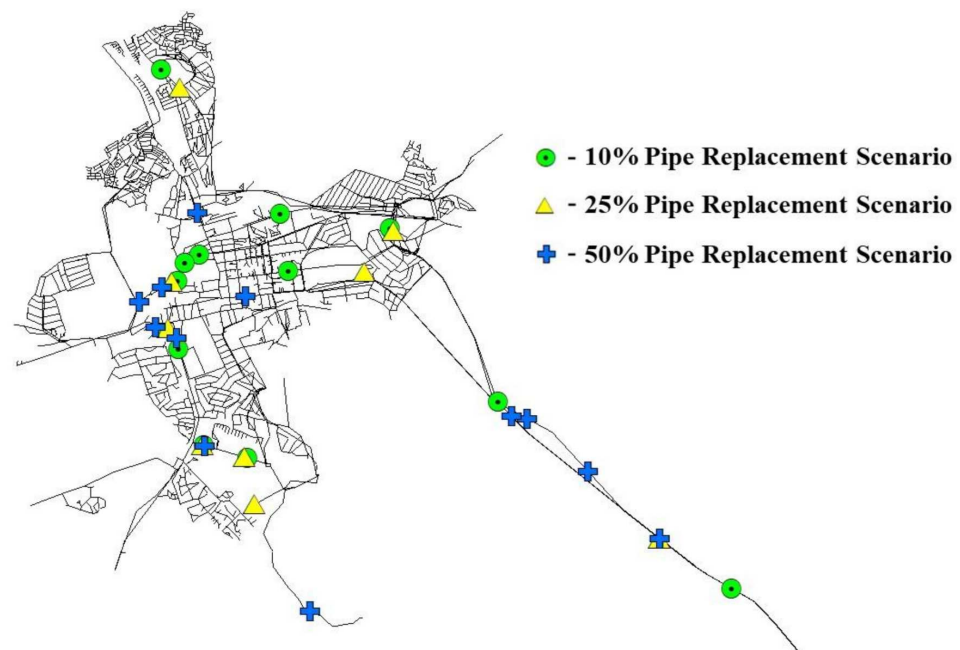 - 10% Pipe Replacement Scenario
- 25% Pipe Replacement Scenario
- 50% Pipe Replacement Scenario